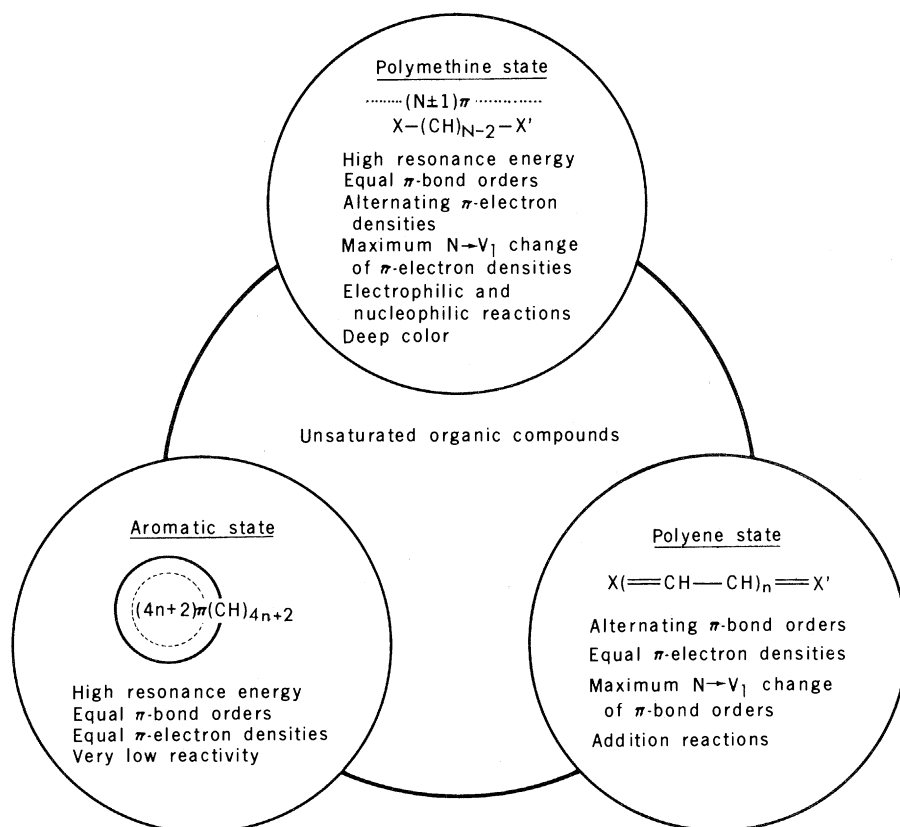 Polymethine state
········(N±1)π·············
X–(CH)N-2–X'
High resonance energy
Equal π-bond orders
Alternating π-electron
densities
Maximum N→V1 change
of π-electron densities
Electrophilic and
nucleophilic reactions
Deep color
Unsaturated organic compounds
Aromatic state
(4n+2)π(CH)4n+2
High resonance energy
Equal π-bond orders
Equal π-electron densities
Very low reactivity
Polyene state
X(═CH—CH)n═X'
Alternating π-bond orders
Equal π-electron densities
Maximum N→V1 change
of π-bond orders
Addition reactions